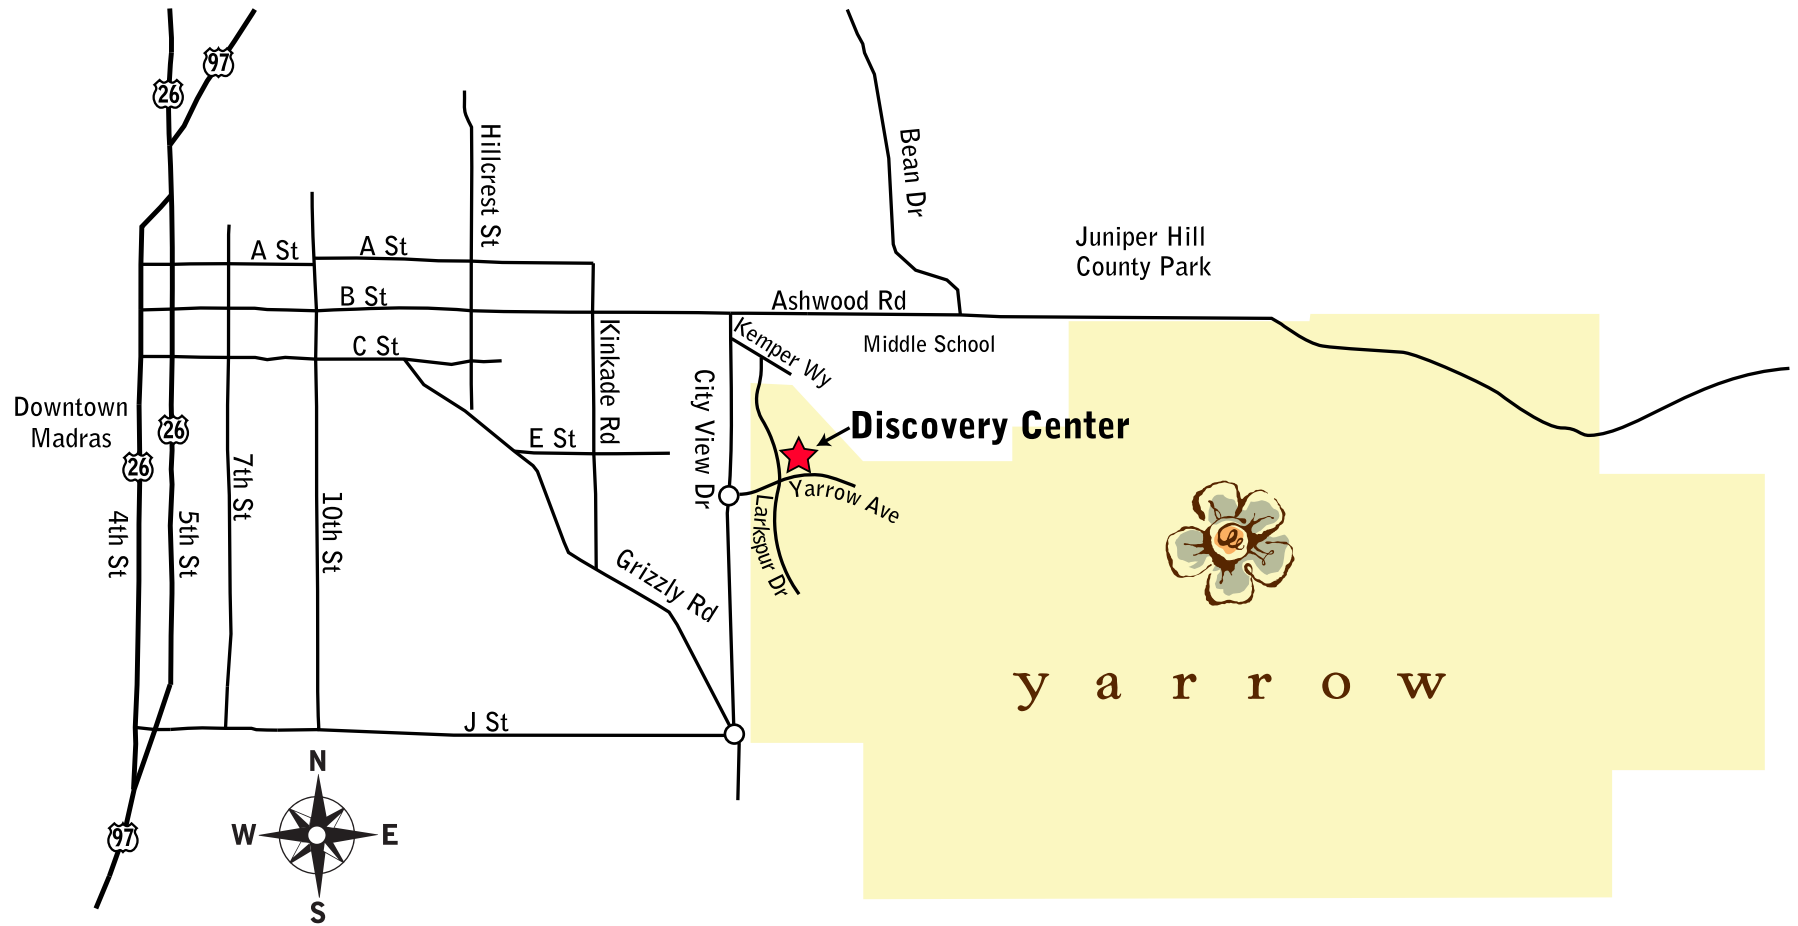 97
26
Hillcrest St
Bean Dr
A St
A St
Juniper Hill
County Park
B St
Ashwood Rd
C St
Kinkade Rd
Kemper Wy
Middle School
City View Dr
Downtown
Madras
26
26
E St
Discovery Center
7th St
10th St
Yarrow Ave
Larkspur Dr
4th St
5th St
Grizzly Rd
yarrow
J St
N
W
E
S
97